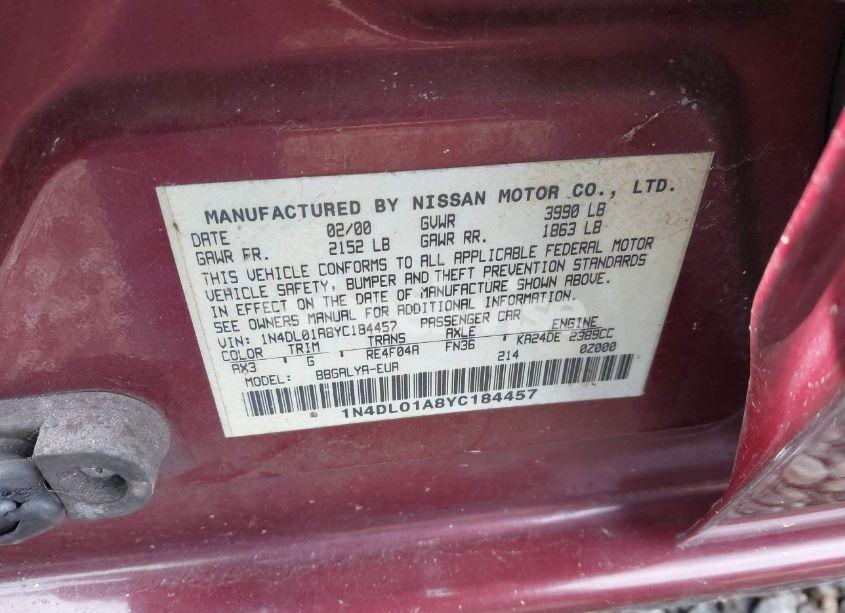 MANUFACTURED BY NISSAN MOTOR CO., LTD.
DATE 02/00 GVWR 3990 LB
GAWR FR. 2152 LB GAWR RR. 1863 LB
THIS VEHICLE CONFORMS TO ALL APPLICABLE FEDERAL MOTOR
VEHICLE SAFETY, BUMPER AND THEFT PREVENTION STANDARDS
IN EFFECT ON THE DATE OF MANUFACTURE SHOWN ABOVE.
SEE OWNERS MANUAL FOR ADDITIONAL INFORMATION.
VIN: 1N4DL01A8YC184457 PASSENGER CAR
COLOR TRIM TRANS AXLE ENGINE
AX3 G RE4F04A FN36 KA24DE 2389CC
MODEL: BBGALYA-EUA 214 0Z000
1N4DL01A8YC184457